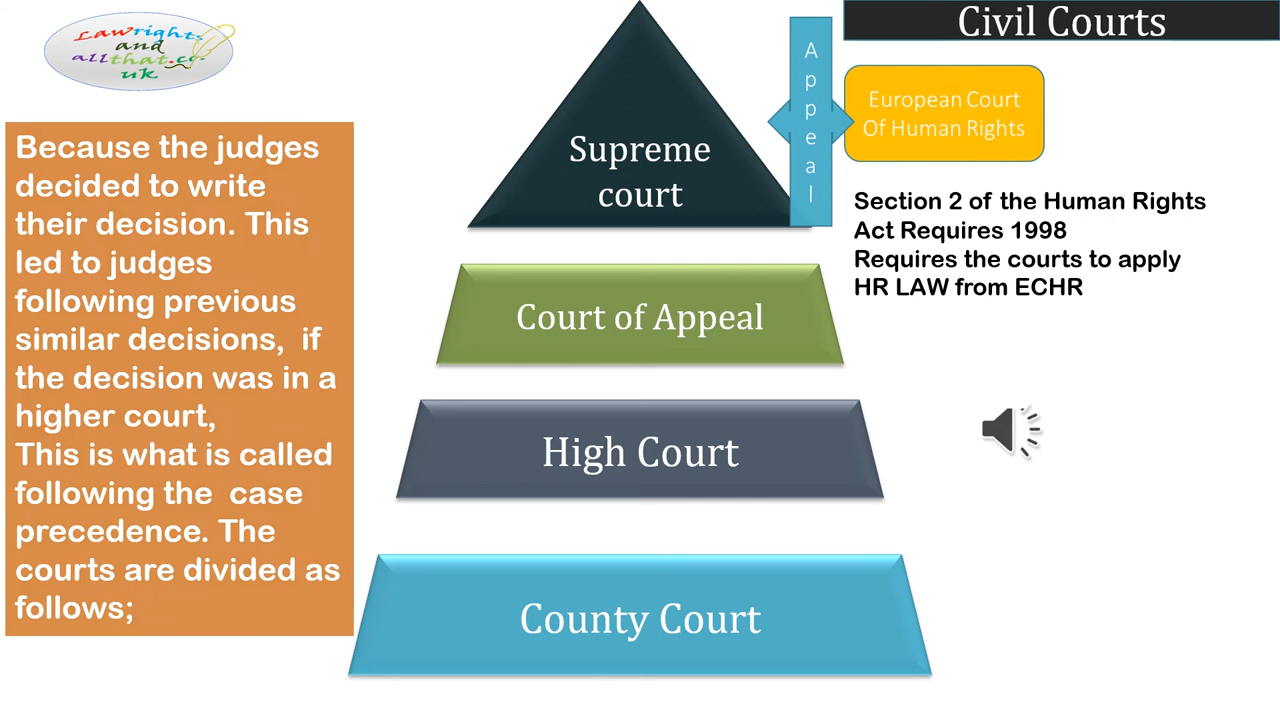 Lawrights
and
allthat.co.
uk
Civil Courts
Appeal
European Court
Of Human Rights
Supreme
court
Because the judges
decided to write
their decision. This
led to judges
following previous
similar decisions,  if
the decision was in a
higher court,
This is what is called
following the  case
precedence. The
courts are divided as
follows;
Section 2 of the Human Rights
Act Requires 1998
Requires the courts to apply
HR LAW from ECHR
Court of Appeal
High Court
County Court